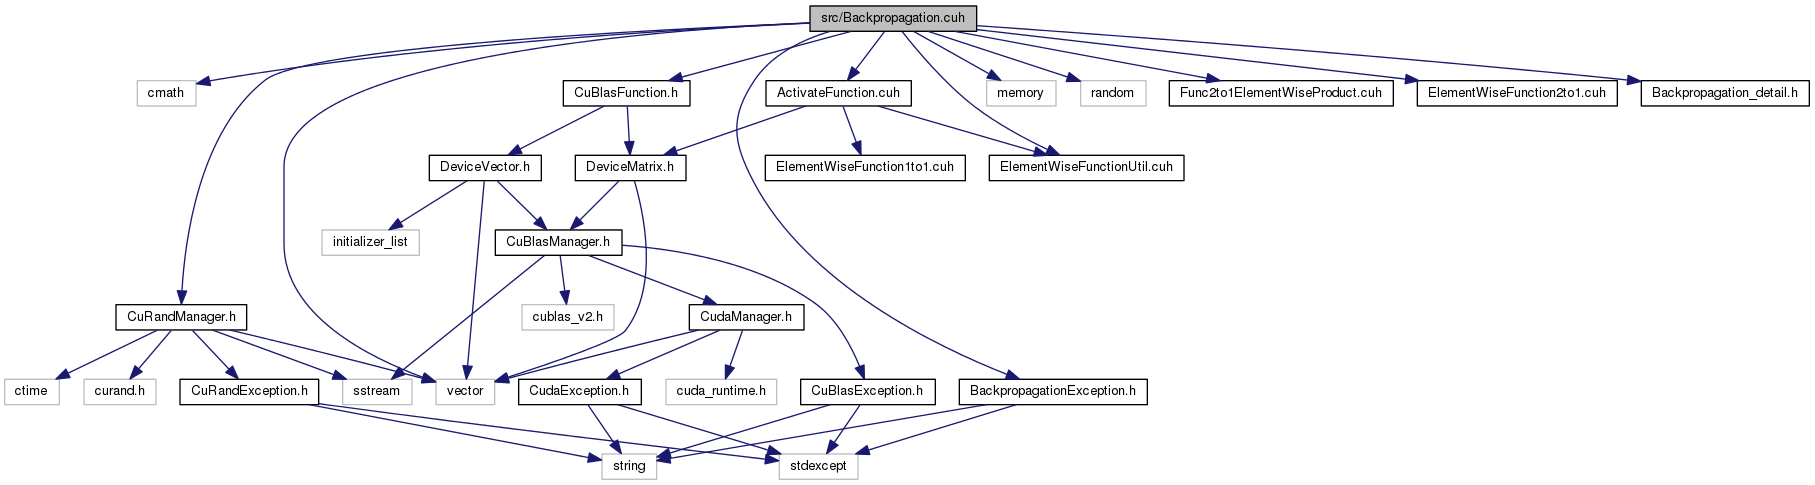 src/Backpropagation.cuh
cmath
CuBlasFunction.h
ActivateFunction.cuh
memory
random
Func2to1ElementWiseProduct.cuh
ElementWiseFunction2to1.cuh
Backpropagation_detail.h
DeviceVector.h
DeviceMatrix.h
ElementWiseFunction1to1.cuh
ElementWiseFunctionUtil.cuh
initializer_list
CuBlasManager.h
CuRandManager.h
cublas_v2.h
CudaManager.h
ctime
curand.h
CuRandException.h
sstream
vector
CudaException.h
cuda_runtime.h
CuBlasException.h
BackpropagationException.h
string
stdexcept